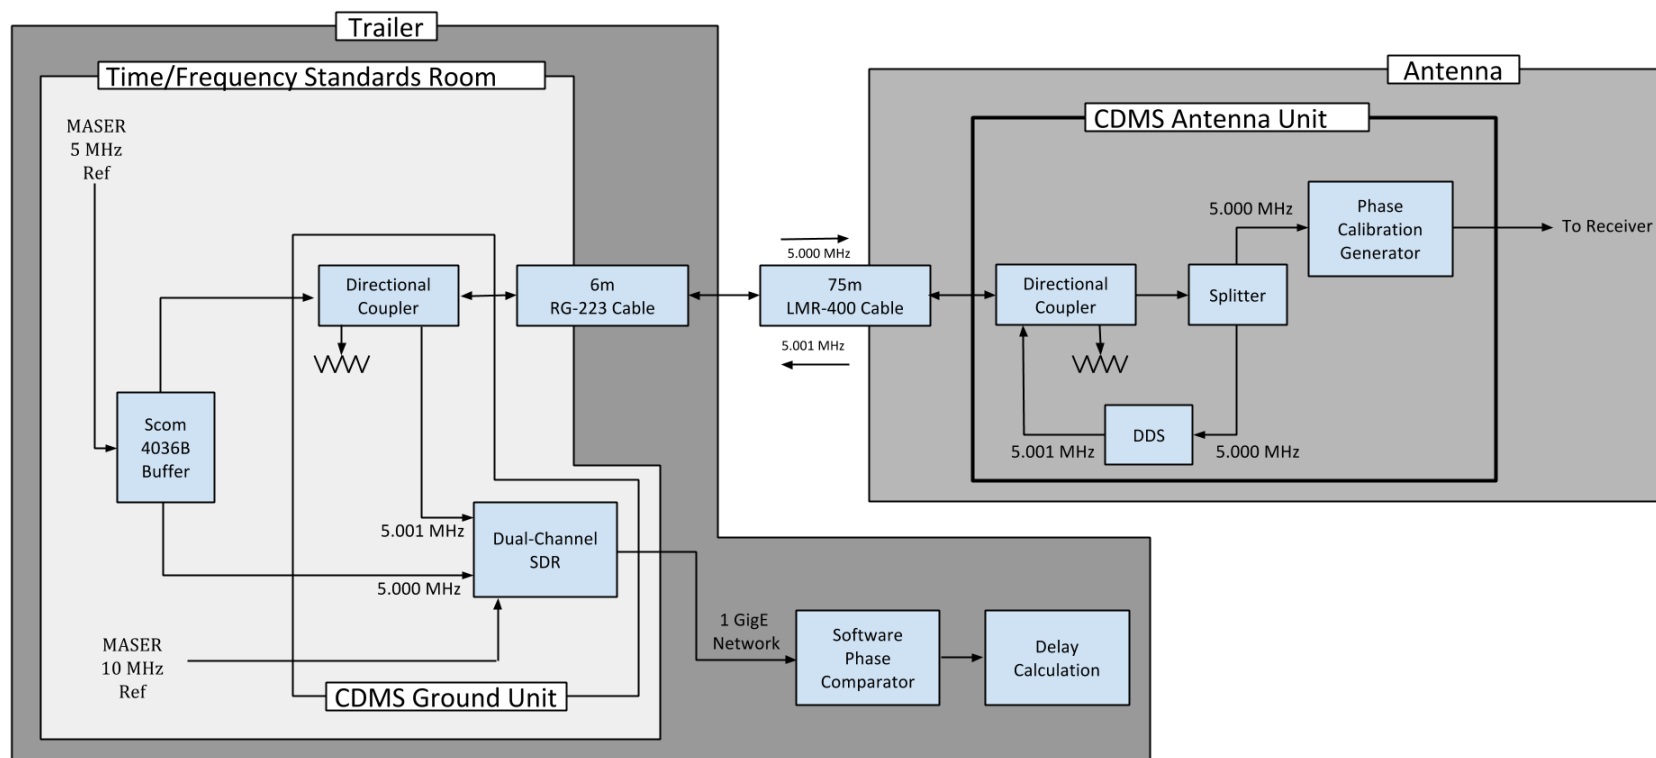 Trailer
Time/Frequency Standards Room
MASER
5 MHz
Ref
Directional
Coupler
6m
RG-223 Cable
Scom
4036B
Buffer
5.001 MHz
5.000 MHz
Dual-Channel
SDR
MASER
10 MHz
Ref
CDMS Ground Unit
1 GigE
Network
Software
Phase
Comparator
Delay
Calculation
5.000 MHz
75m
LMR-400 Cable
5.001 MHz
Antenna
CDMS Antenna Unit
Directional
Coupler
Splitter
5.000 MHz
Phase
Calibration
Generator
To Receiver
DDS
5.001 MHz
5.000 MHz